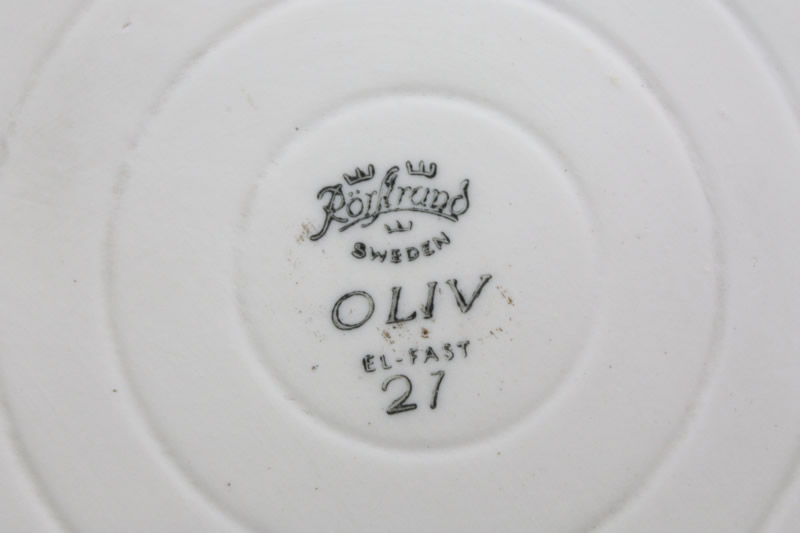 Rörstrand
SWEDEN
OLIV
EL-FAST
27